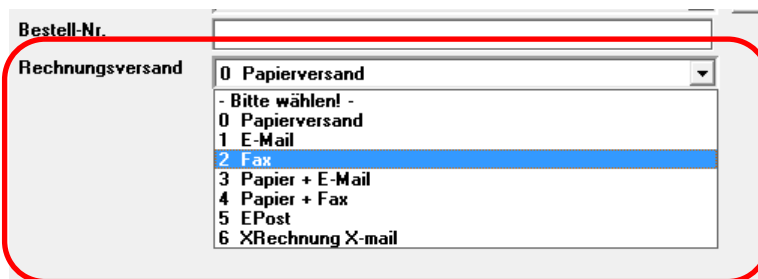 Bestell-Nr.
Rechnungsversand
0 Papierversand
- Bitte wählen! -
0 Papierversand
1 E-Mail
2 Fax
3 Papier + E-Mail
4 Papier + Fax
5 EPost
6 XRechnung X-mail